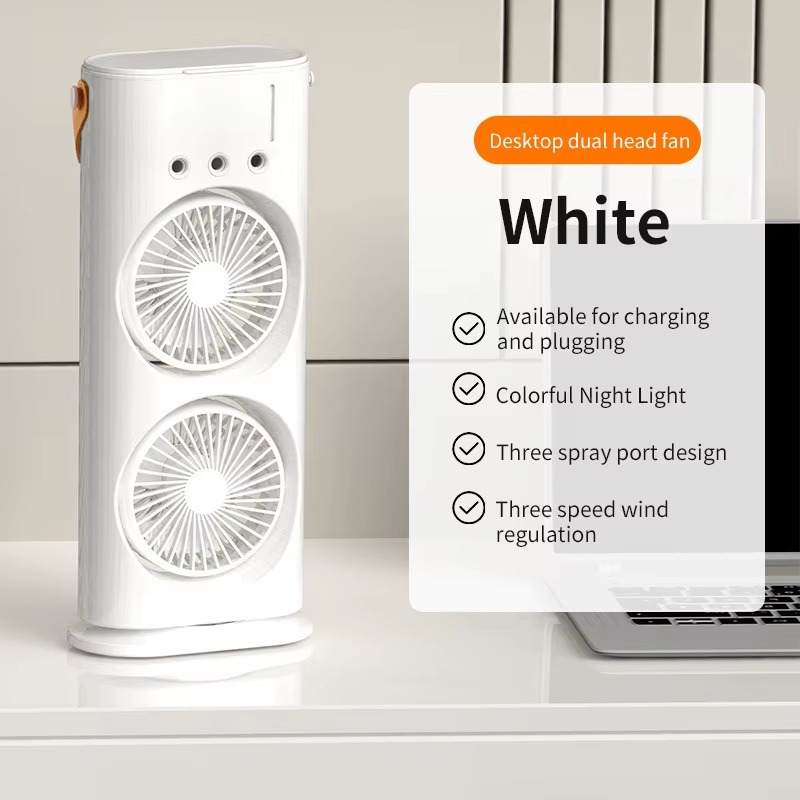 Desktop dual head fan
White
Available for charging
and plugging
Colorful Night Light
Three spray port design
Three speed wind
regulation